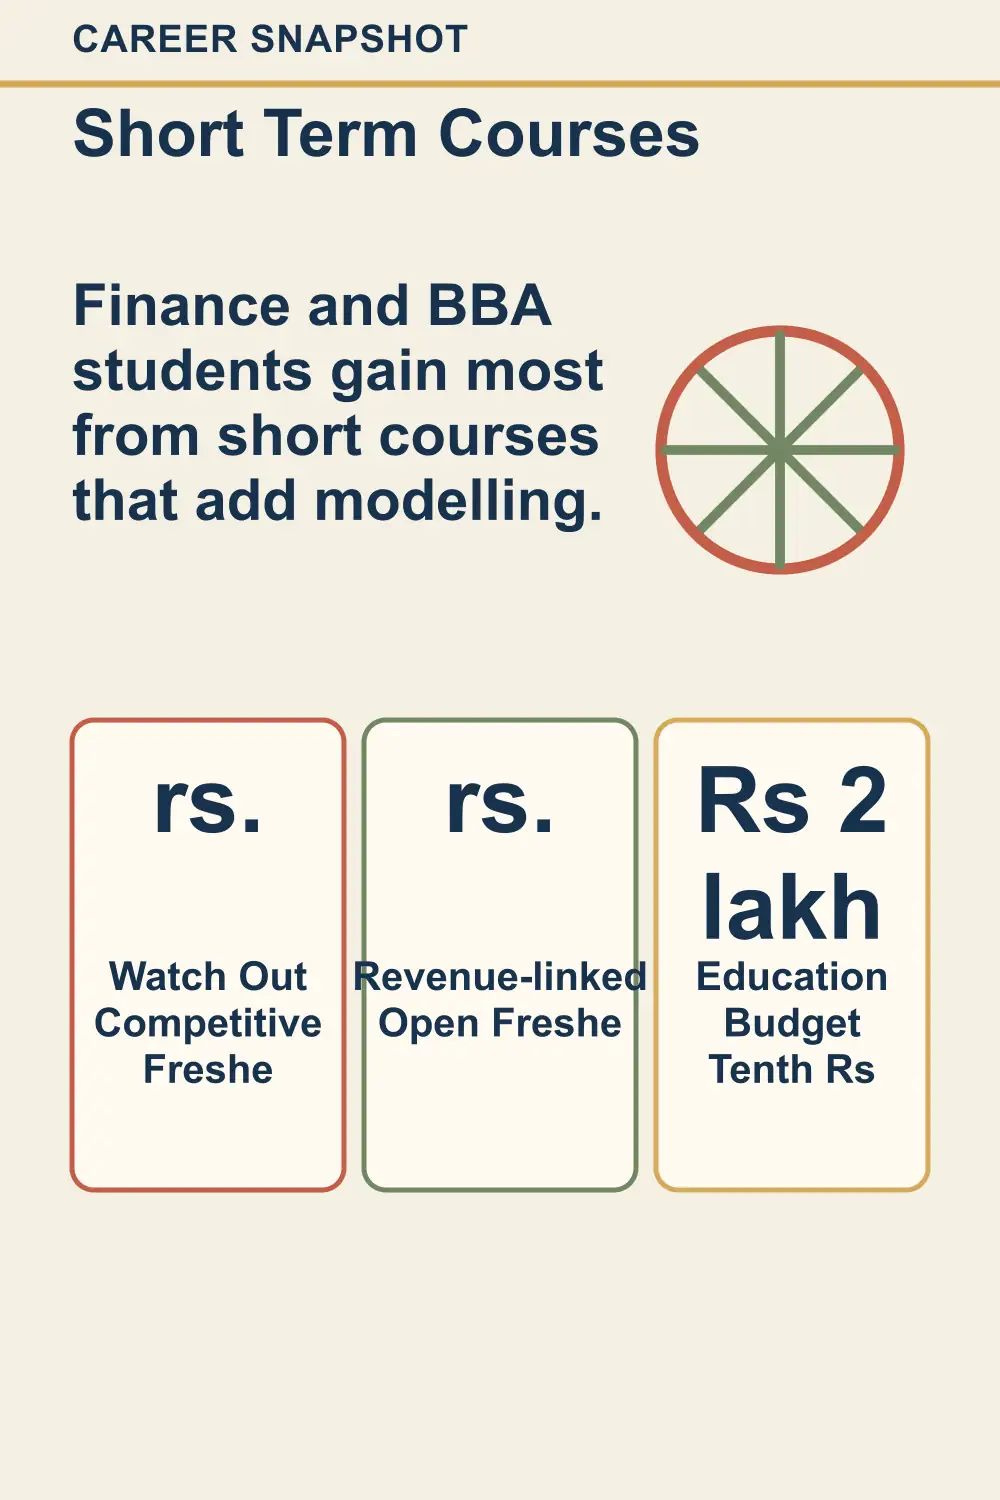 CAREER SNAPSHOT
Short Term Courses
Finance and BBA
students gain most
from short courses
that add modelling.
rs.
Watch Out
Competitive
Freshe
rs.
Revenue-linked
Open Freshe
Rs 2
lakh
Education
Budget
Tenth Rs